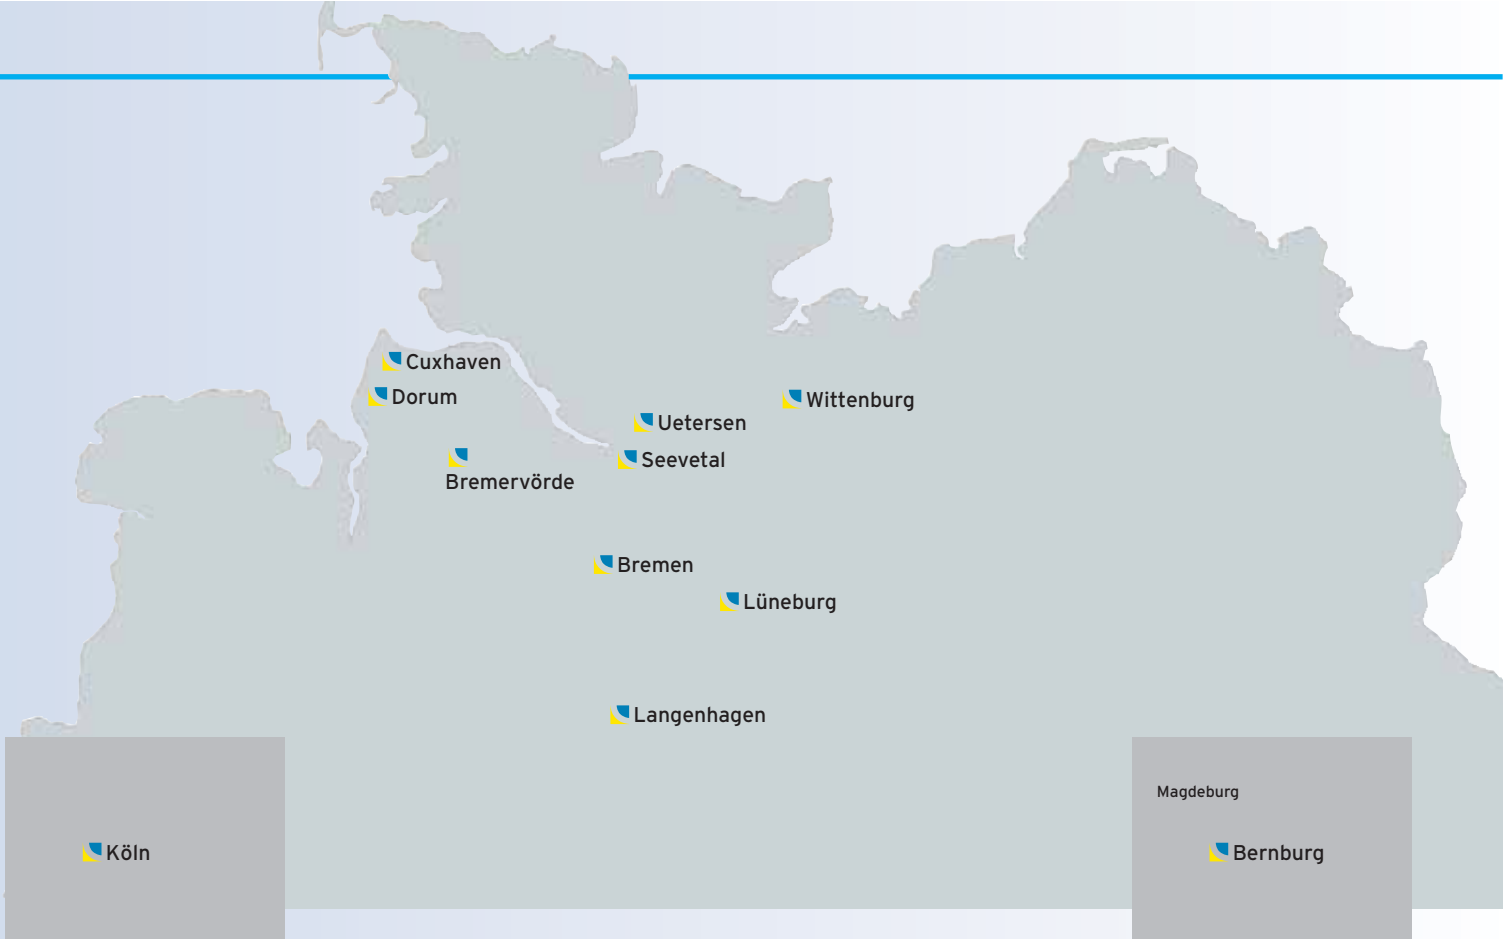 Cuxhaven
Dorum
Wittenburg
Uetersen
Seevetal
Bremervörde
Bremen
Lüneburg
Langenhagen
Magdeburg
Köln
Bernburg